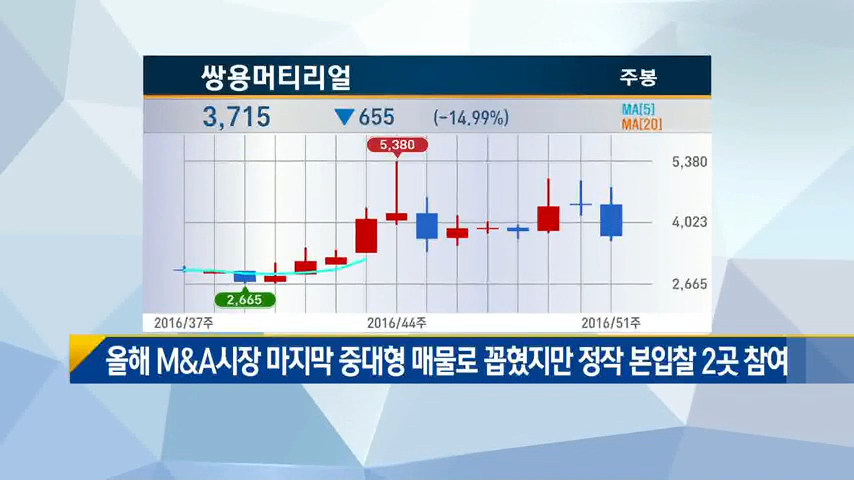 쌍용머티리얼 주봉
3,715 ▼655 (-14.99%) MA[5]
MA[20]
5,380
5,380
4,023
2,665
2,665
2016/37주 2016/44주 2016/51주
올해 M&A시장 마지막 중대형 매물로 꼽혔지만 정작 본입찰 2곳 참여